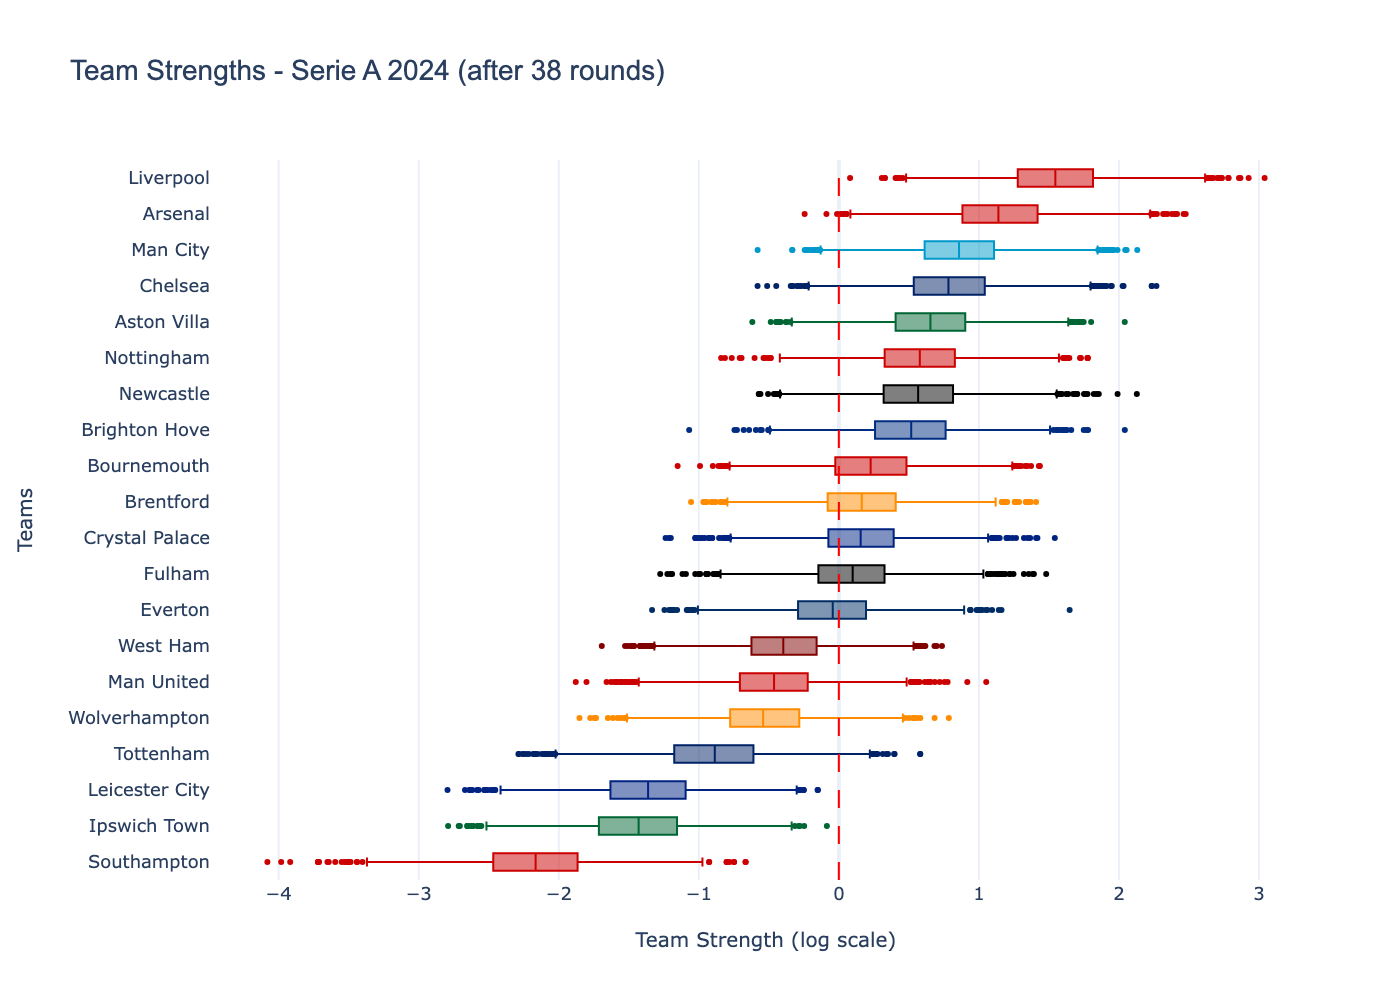 Team Strengths - Serie A 2024 (after 38 rounds)
Liverpool
Arsenal
Man City
Chelsea
Aston Villa
Nottingham
Newcastle
Brighton Hove
Bournemouth
Brentford
Crystal Palace
Fulham
Everton
West Ham
Man United
Wolverhampton
Tottenham
Leicester City
Ipswich Town
Southampton
Teams
−4 −3 −2 −1 0 1 2 3
Team Strength (log scale)